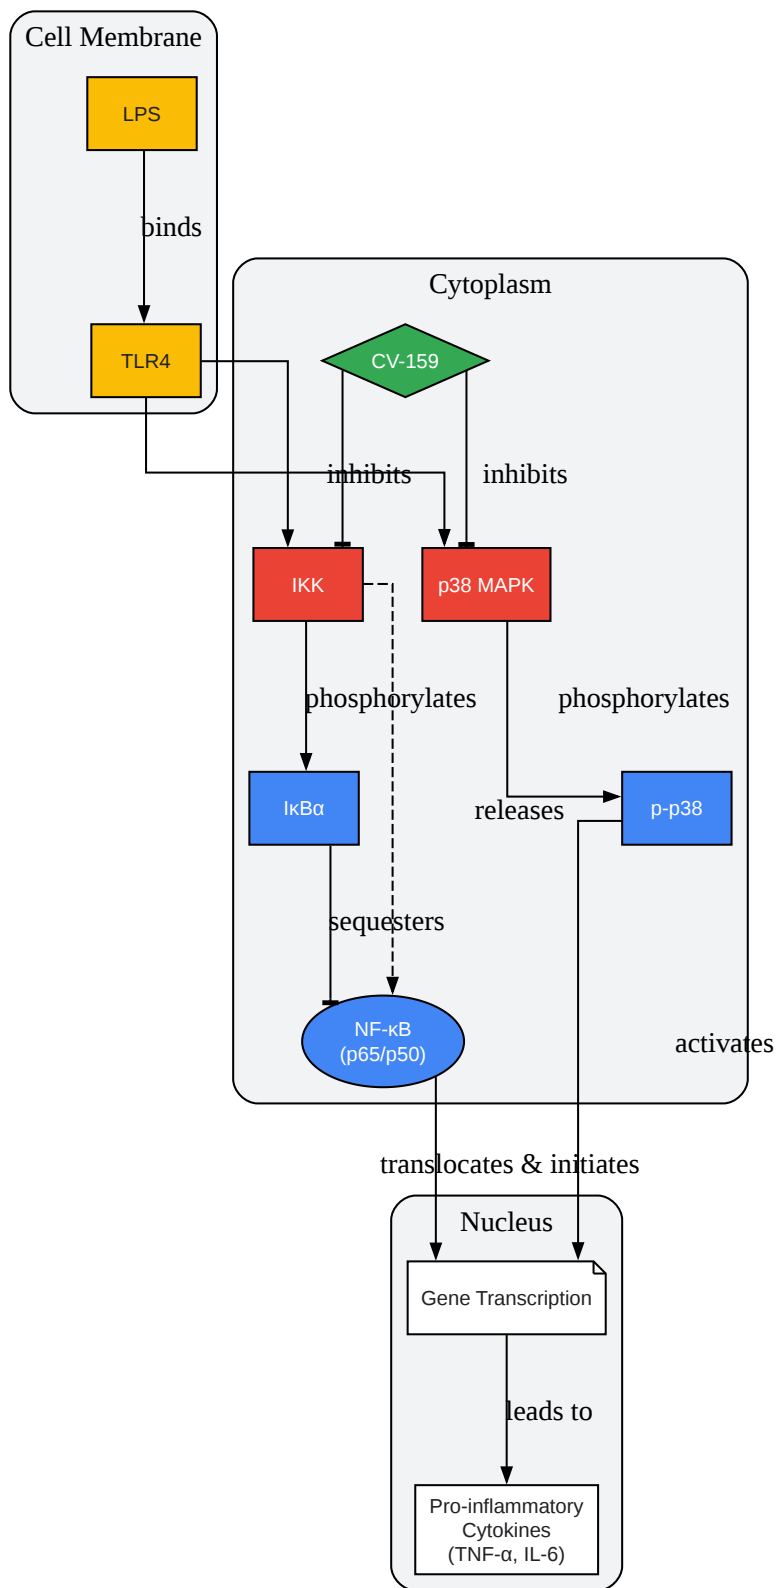 Cell Membrane
LPS
binds
Cytoplasm
TLR4
CV-159
inhibits
inhibits
IKK
p38 MAPK
phosphorylates
phosphorylates
IκBα
releases
p-p38
sequesters
NF-κB
(p65/p50)
activates
translocates & initiates
Nucleus
Gene Transcription
leads to
Pro-inflammatory
Cytokines
(TNF-α, IL-6)